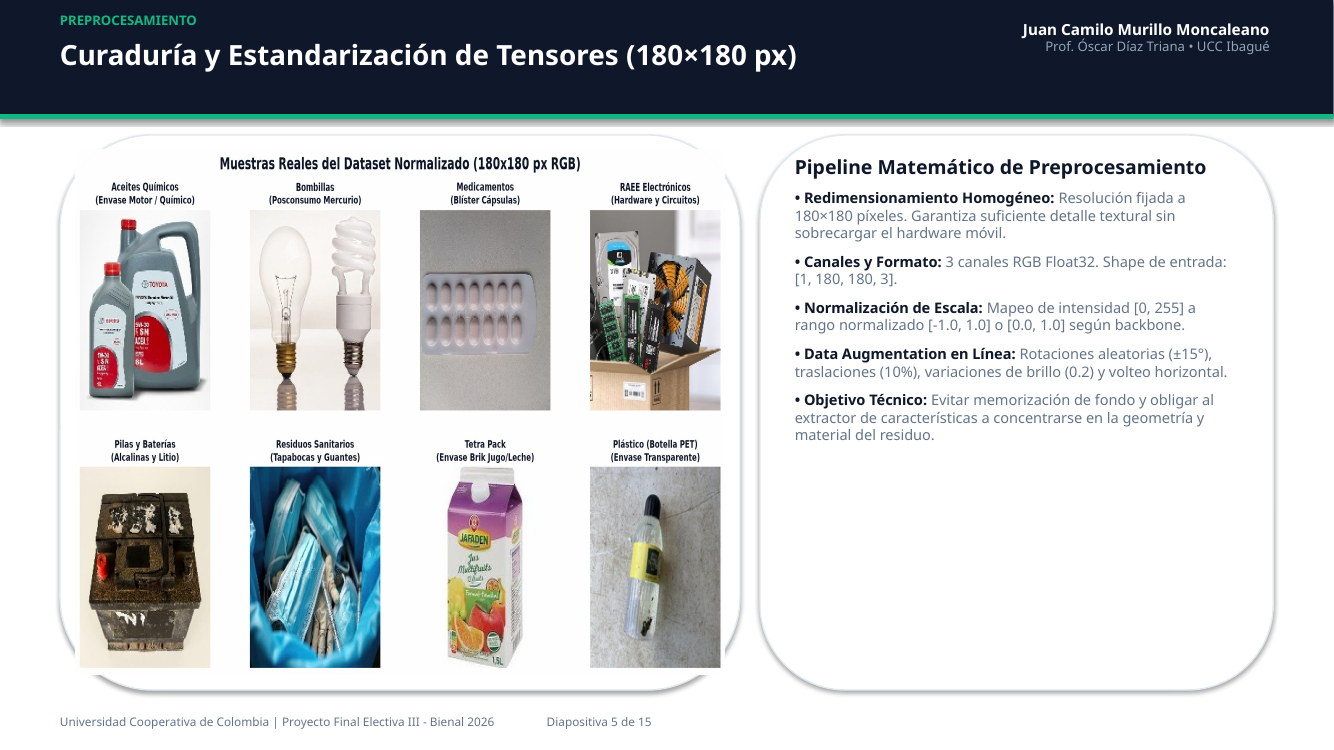 PREPROCESAMIENTO
Curaduría y Estandarización de Tensores (180×180 px)
Juan Camilo Murillo Moncaleano
Prof. Óscar Díaz Triana • UCC Ibagué
Muestras Reales del Dataset Normalizado (180x180 px RGB)
Aceites Químicos
(Envase Motor / Químico)
Bombillas
(Posconsumo Mercurio)
Medicamentos
(Blíster Cápsulas)
RAEE Electrónicos
(Hardware y Circuitos)
TOYOTA
5W-30
SN
Pilas y Baterías
(Alcalinas y Litio)
Residuos Sanitarios
(Tapabocas y Guantes)
Tetra Pack
(Envase Brik Jugo/Leche)
Plástico (Botella PET)
(Envase Transparente)
JAFADEN
Jus
Multifruits
12 fruits
1,5L
Pipeline Matemático de Preprocesamiento
• Redimensionamiento Homogéneo: Resolución fijada a
180×180 píxeles. Garantiza suficiente detalle textural sin
sobrecargar el hardware móvil.
• Canales y Formato: 3 canales RGB Float32. Shape de entrada:
[1, 180, 180, 3].
• Normalización de Escala: Mapeo de intensidad [0, 255] a
rango normalizado [-1.0, 1.0] o [0.0, 1.0] según backbone.
• Data Augmentation en Línea: Rotaciones aleatorias (±15°),
traslaciones (10%), variaciones de brillo (0.2) y volteo horizontal.
• Objetivo Técnico: Evitar memorización de fondo y obligar al
extractor de características a concentrarse en la geometría y
material del residuo.
Universidad Cooperativa de Colombia | Proyecto Final Electiva III - Bienal 2026
Diapositiva 5 de 15